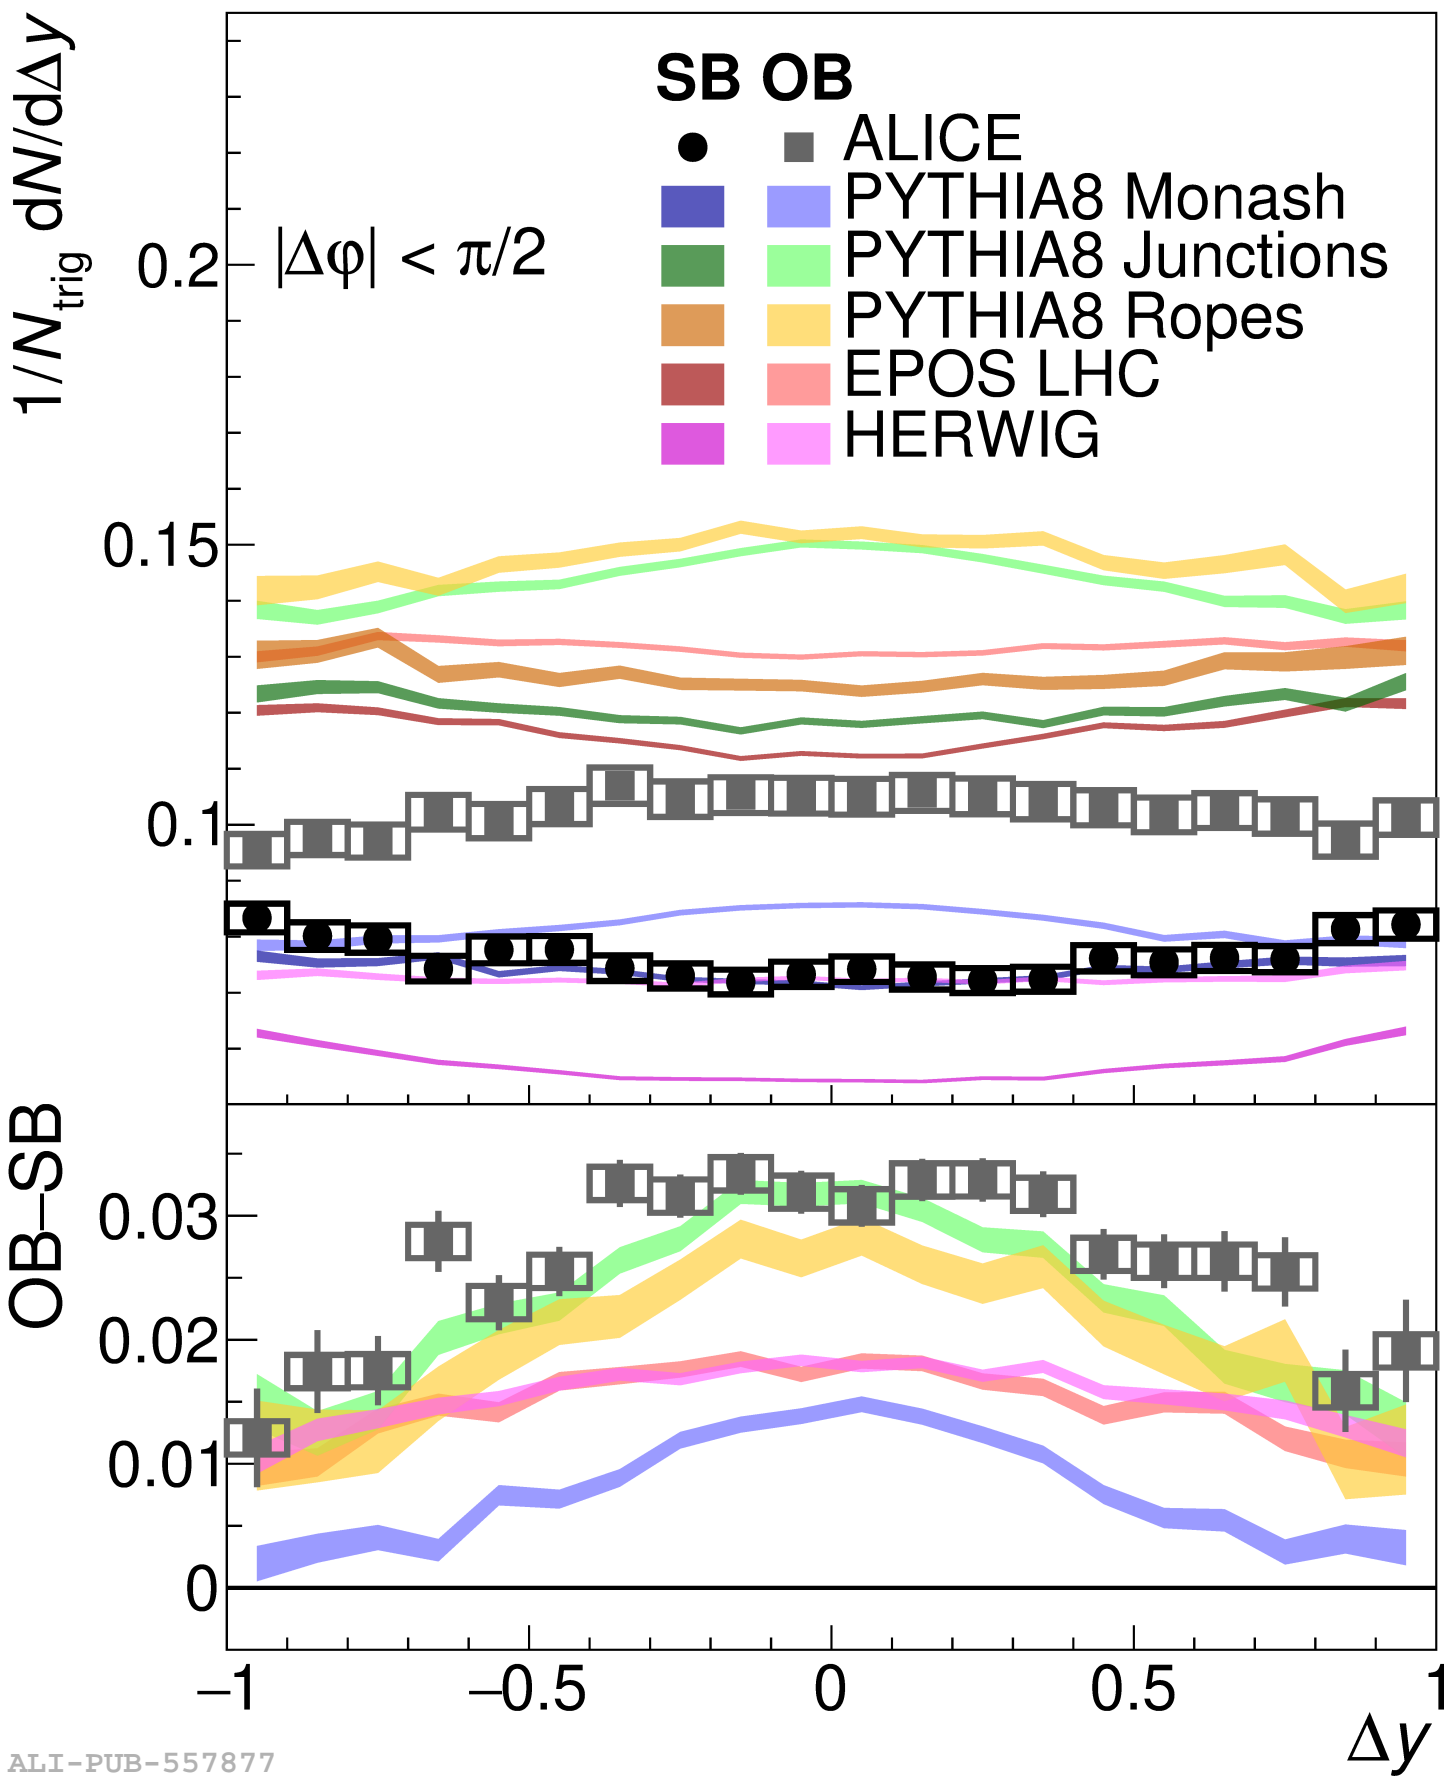 1/Ntrig dN/dΔy
SB OB
ALICE
PYTHIA8 Monash
PYTHIA8 Junctions
PYTHIA8 Ropes
EPOS LHC
HERWIG
|Δφ| < π/2
0.2
0.15
0.1
OB–SB
0.03
0.02
0.01
0
–1 –0.5 0 0.5 1
Δy
ALI-PUB-557877